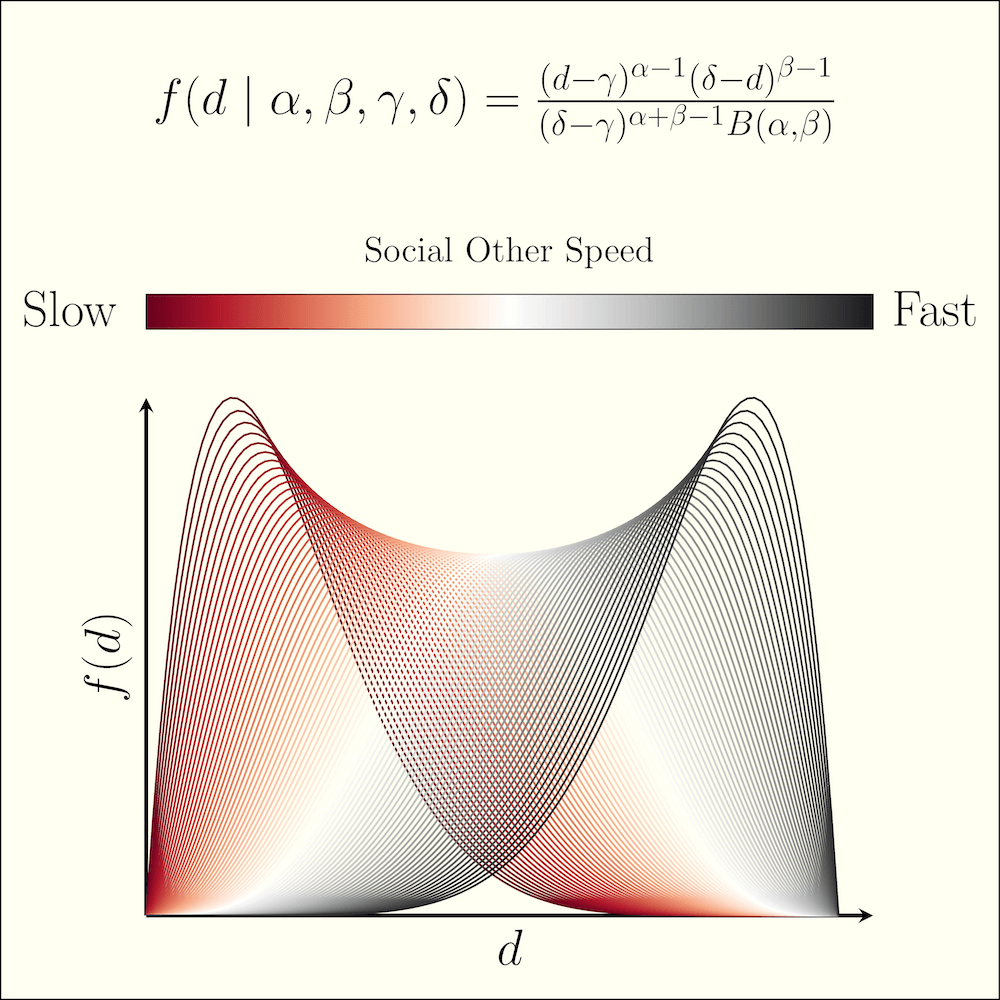 f(d | α, β, γ, δ) = (d−γ)^{α−1}(δ−d)^{β−1} / (δ−γ)^{α+β−1}B(α,β)
Social Other Speed
Slow Fast
f(d)
d